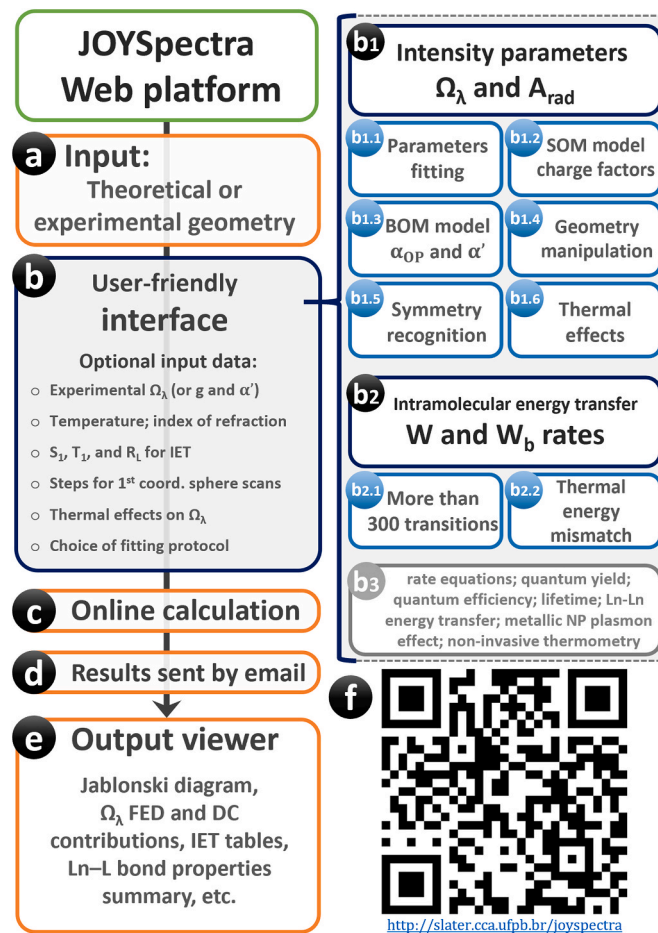 JOYSpectra
Web platform
a
Input:
Theoretical or
experimental geometry
b
User-friendly
interface
Optional input data:
○ Experimental Ωλ (or g and α')
○ Temperature; index of refraction
○ S₁, T₁, and R_L for IET
○ Steps for 1ˢᵗ coord. sphere scans
○ Thermal effects on Ωλ
○ Choice of fitting protocol
c
Online calculation
d
Results sent by email
e
Output viewer
Jablonski diagram,
Ωλ FED and DC
contributions, IET tables,
Ln–L bond properties
summary, etc.
b1
Intensity parameters
Ωλ and A_rad
b1.1
Parameters
fitting
b1.2
SOM model
charge factors
b1.3
BOM model
α_OP and α'
b1.4
Geometry
manipulation
b1.5
Symmetry
recognition
b1.6
Thermal
effects
b2
Intramolecular energy transfer
W and W_b rates
b2.1
More than
300 transitions
b2.2
Thermal
energy
mismatch
b3
rate equations; quantum yield;
quantum efficiency; lifetime; Ln-Ln
energy transfer; metallic NP plasmon
effect; non-invasive thermometry
f
http://slater.cca.ufpb.br/joyspectra